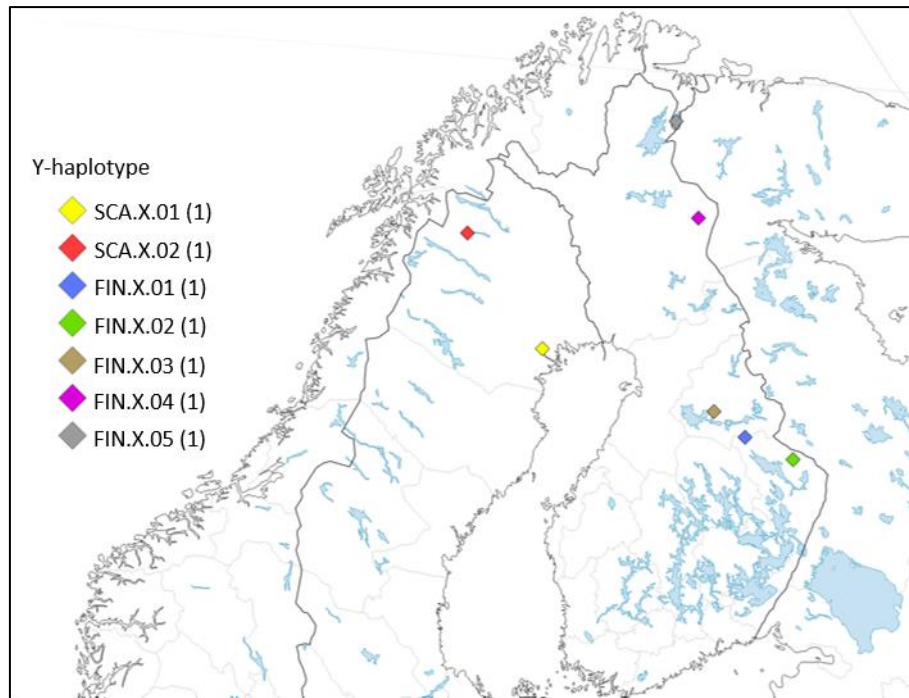 Y-haplotype
SCA.X.01 (1)
SCA.X.02 (1)
FIN.X.01 (1)
FIN.X.02 (1)
FIN.X.03 (1)
FIN.X.04 (1)
FIN.X.05 (1)